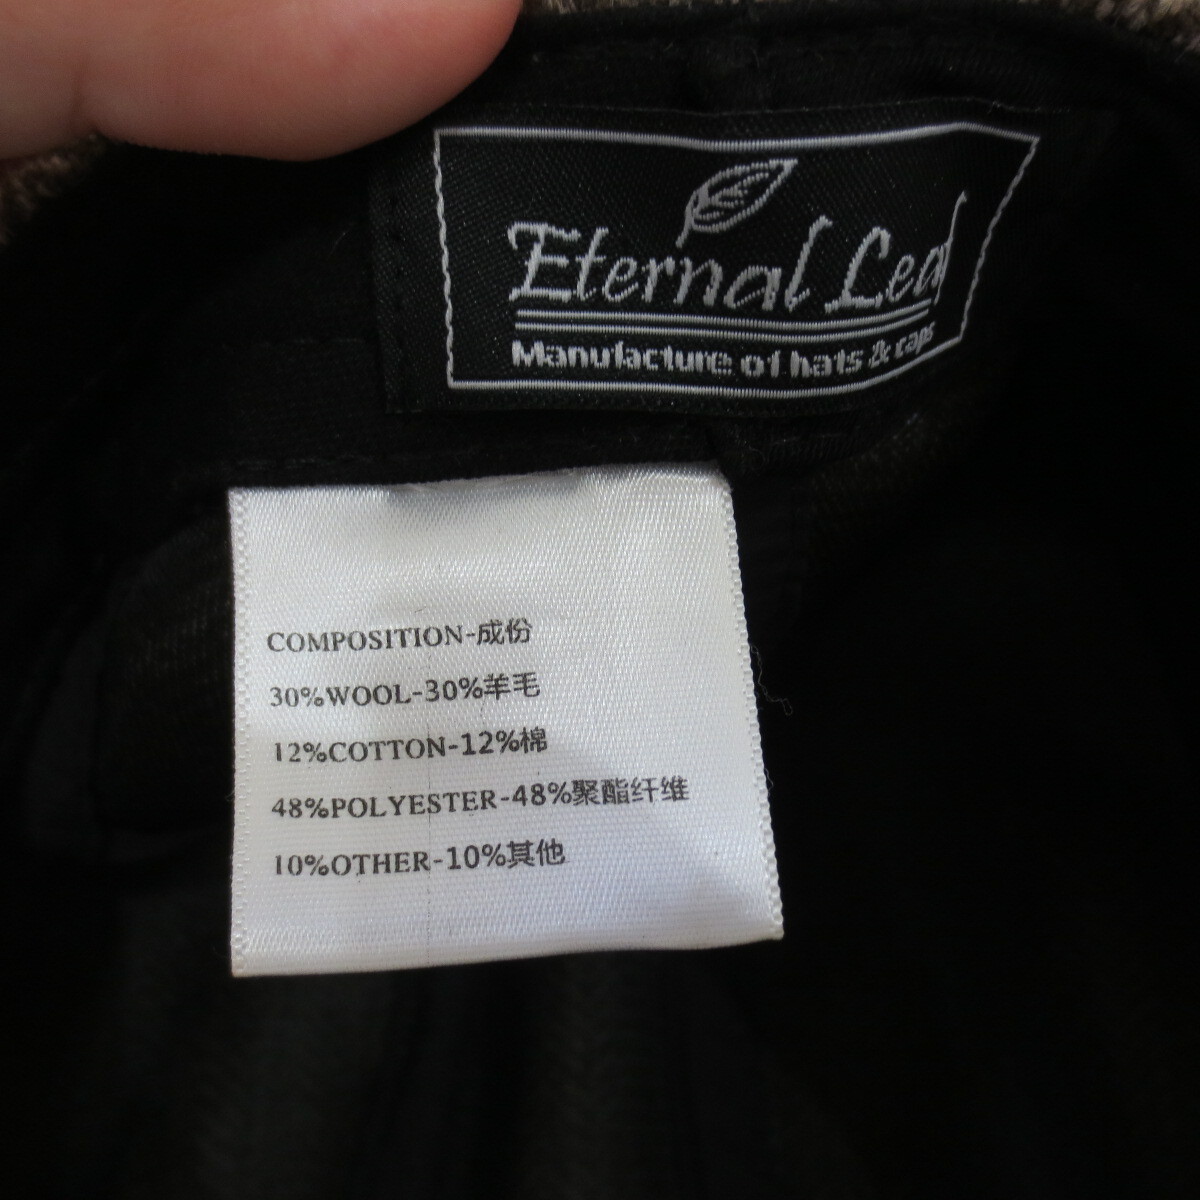 Eternal Leaf
Manufacture of hats & caps
COMPOSITION-成份
30%WOOL-30%羊毛
12%COTTON-12%棉
48%POLYESTER-48%聚酯纤维
10%OTHER-10%其他